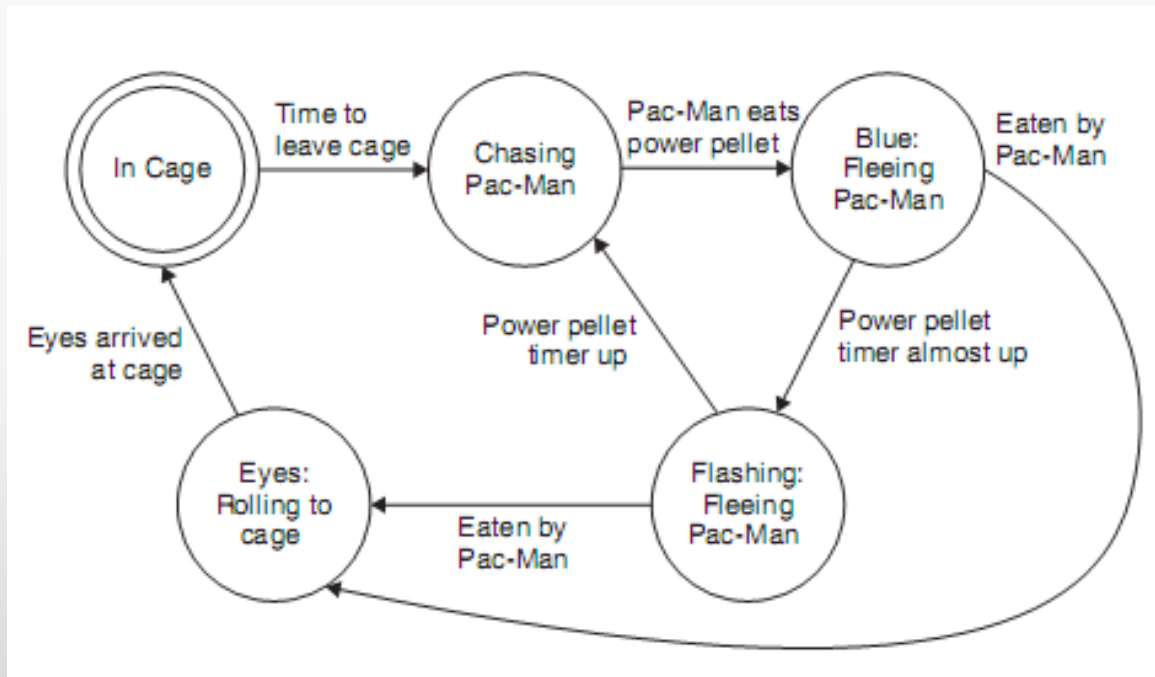 In Cage
Time to
leave cage
Chasing
Pac-Man
Pac-Man eats
power pellet
Blue:
Fleeing
Pac-Man
Eaten by
Pac-Man
Eyes arrived
at cage
Power pellet
timer up
Power pellet
timer almost up
Eyes:
Rolling to
cage
Eaten by
Pac-Man
Flashing:
Fleeing
Pac-Man